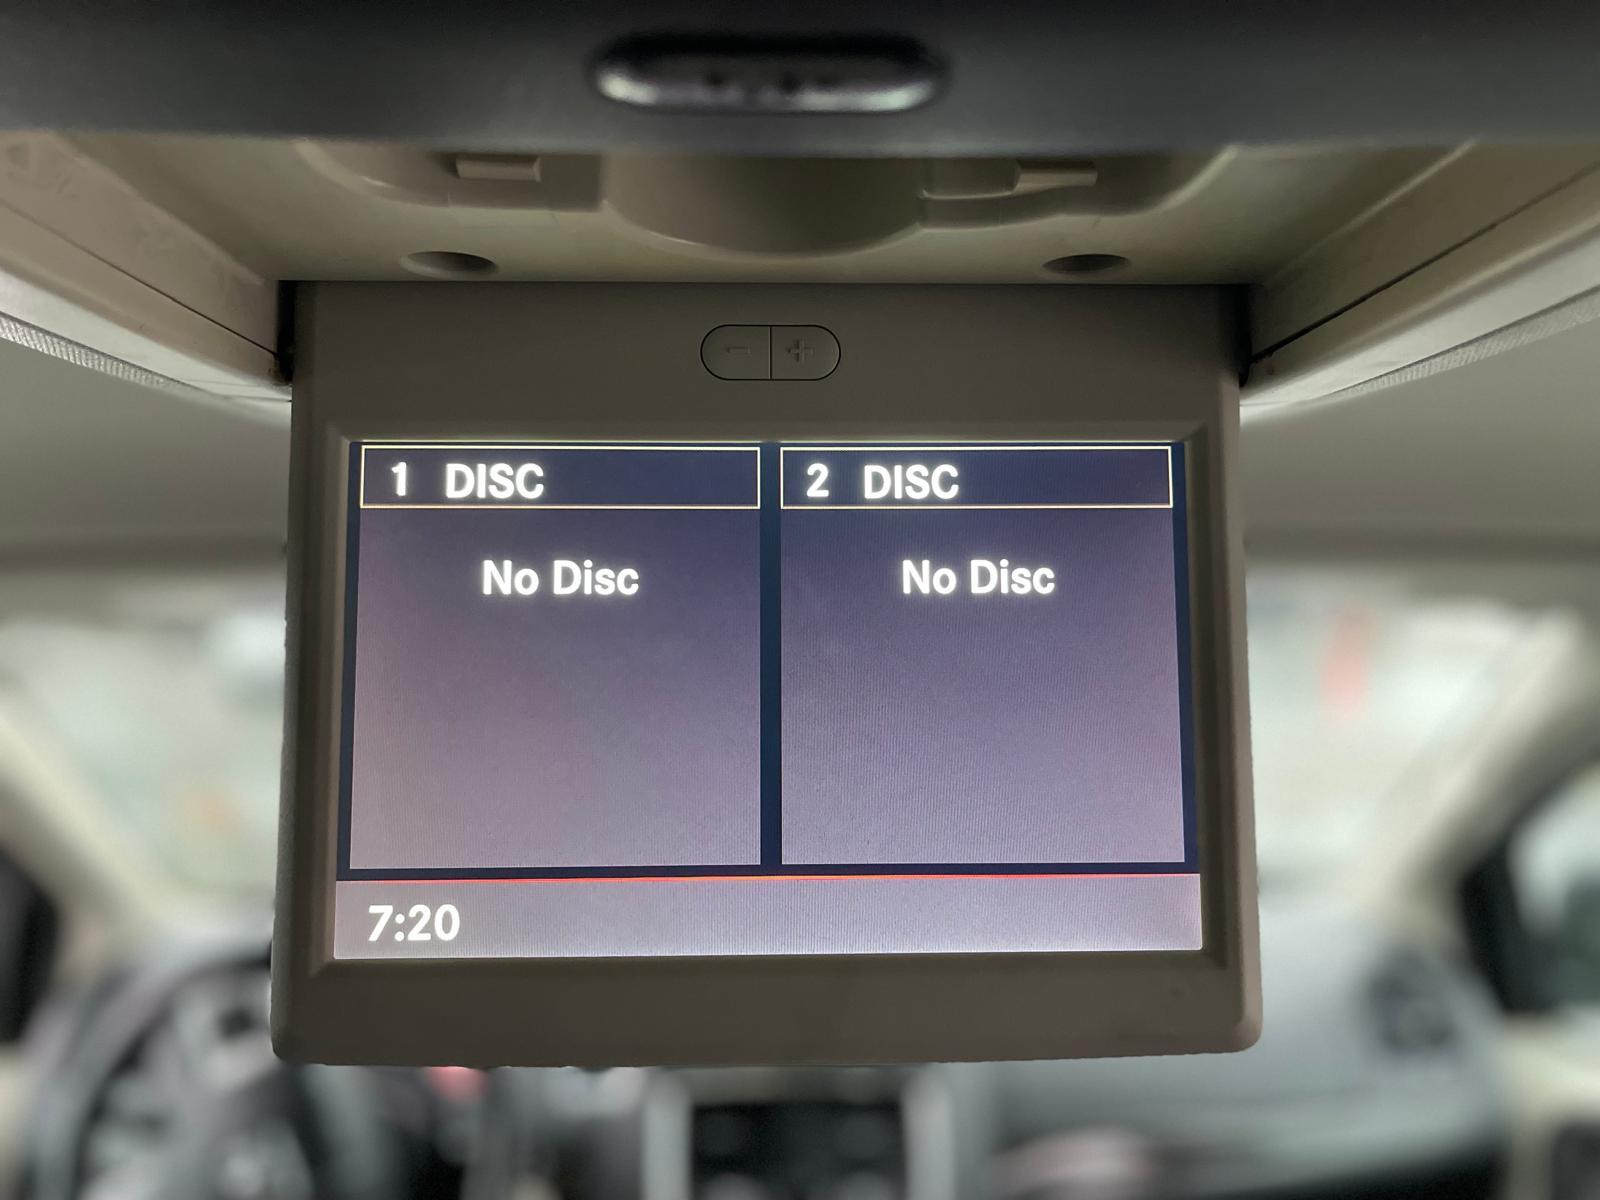 - +
1 DISC
2 DISC
No Disc
No Disc
7:20